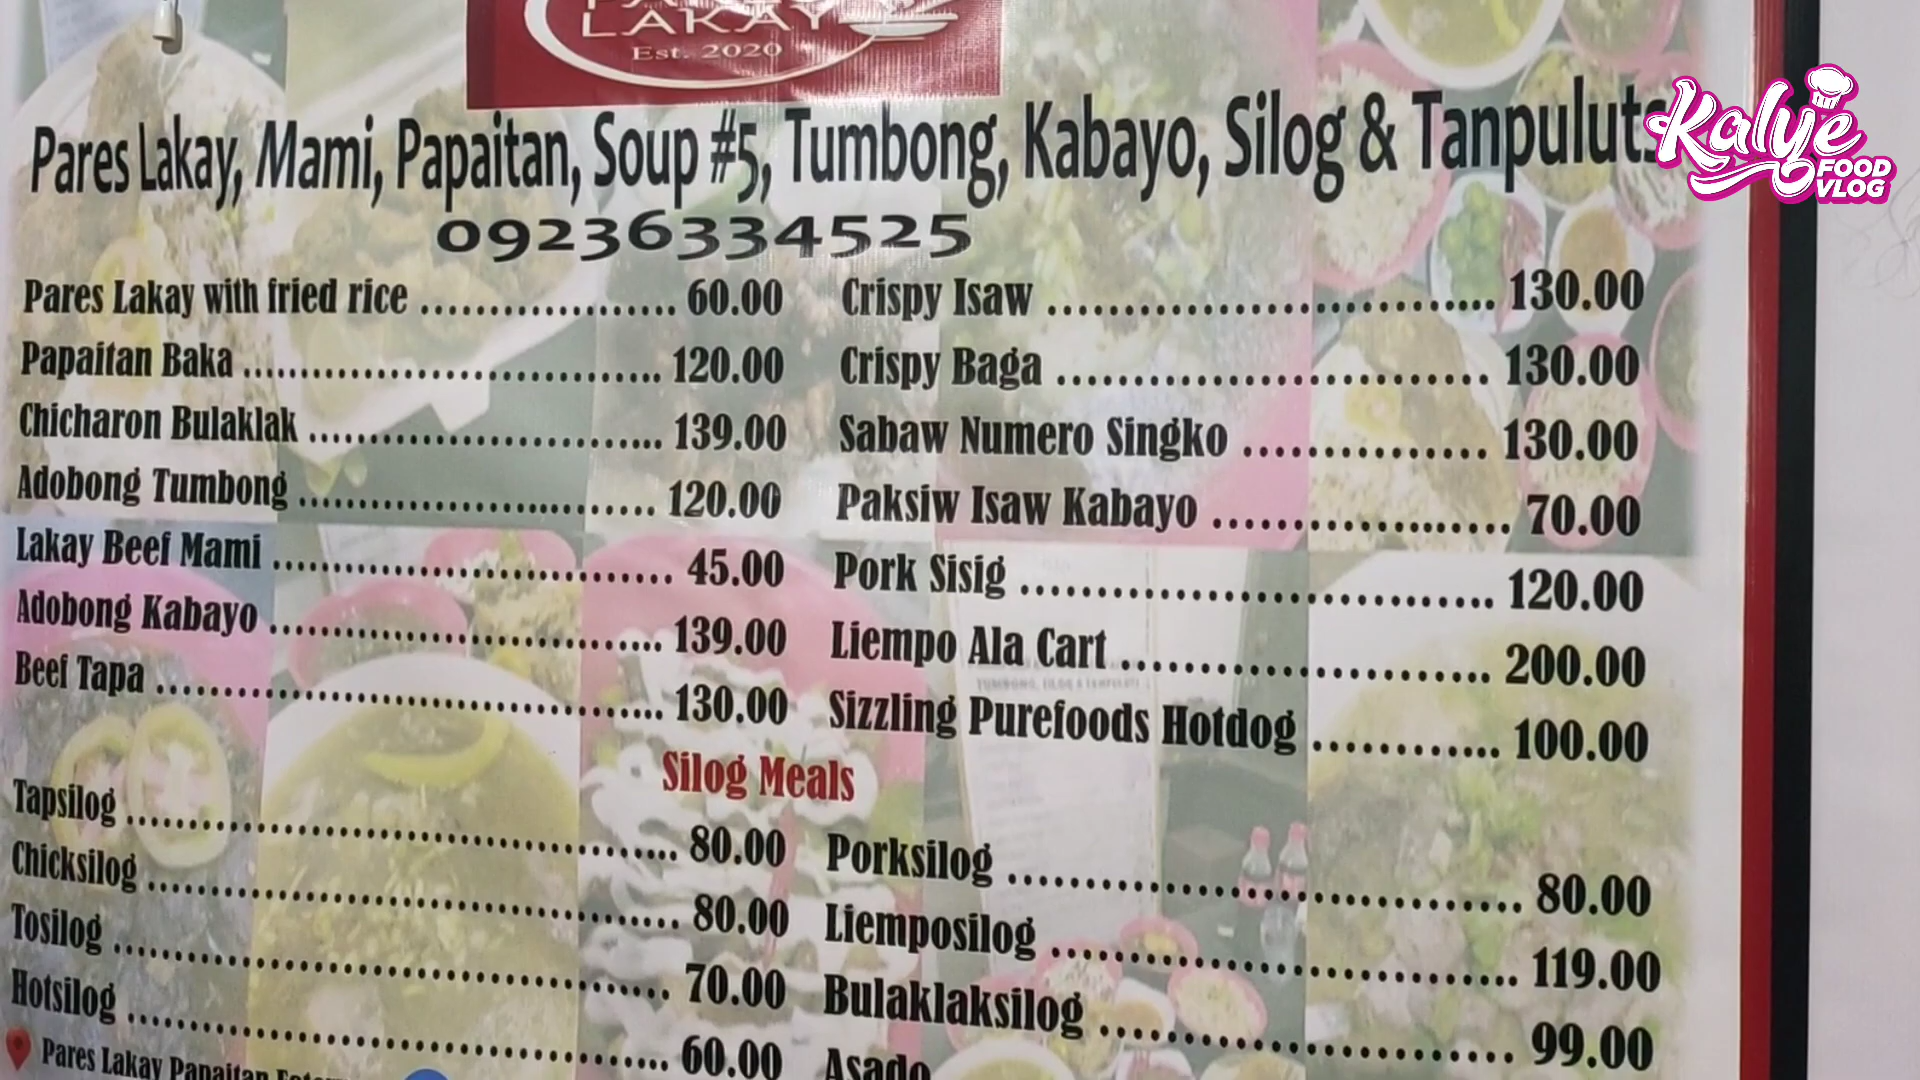 LAKAY
Est. 2020
Kalye
FOOD
VLOG
Pares Lakay, Mami, Papaitan, Soup #5, Tumbong, Kabayo, Silog & Tanpuluts
09236334525
Pares Lakay with fried rice 60.00
Papaitan Baka 120.00
Chicharon Bulaklak 139.00
Adobong Tumbong 120.00
Lakay Beef Mami 45.00
Adobong Kabayo 139.00
Beef Tapa 130.00
Crispy Isaw 130.00
Crispy Baga 130.00
Sabaw Numero Singko 130.00
Paksiw Isaw Kabayo 70.00
Pork Sisig 120.00
Liempo Ala Cart 200.00
Sizzling Purefoods Hotdog 100.00
Silog Meals
Tapsilog 80.00
Chicksilog 80.00
Tosilog 70.00
Hotsilog 60.00
Porksilog 80.00
Liemposilog 119.00
Bulaklaksilog 99.00
Asado
Pares Lakay Papaitan